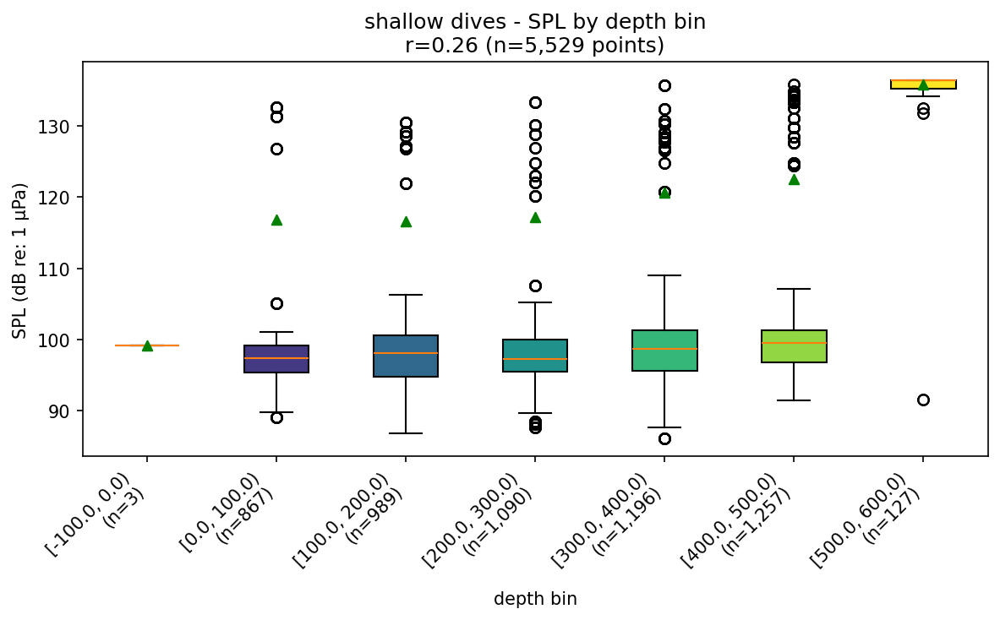 shallow dives - SPL by depth bin
r=0.26 (n=5,529 points)
SPL (dB re: 1 µPa)
130
120
110
100
90
[-100.0, 0.0)
(n=3)
[0.0, 100.0)
(n=867)
[100.0, 200.0)
(n=989)
[200.0, 300.0)
(n=1,090)
[300.0, 400.0)
(n=1,196)
[400.0, 500.0)
(n=1,257)
[500.0, 600.0)
(n=127)
depth bin